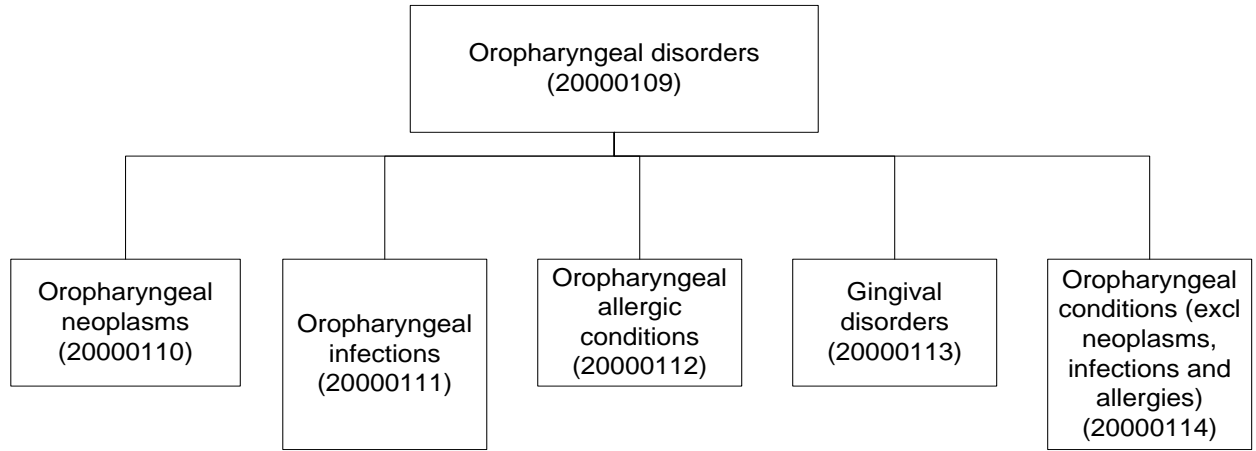 Oropharyngeal disorders
(20000109)
Oropharyngeal
neoplasms
(20000110)
Oropharyngeal
infections
(20000111)
Oropharyngeal
allergic
conditions
(20000112)
Gingival
disorders
(20000113)
Oropharyngeal
conditions (excl
neoplasms,
infections and
allergies)
(20000114)